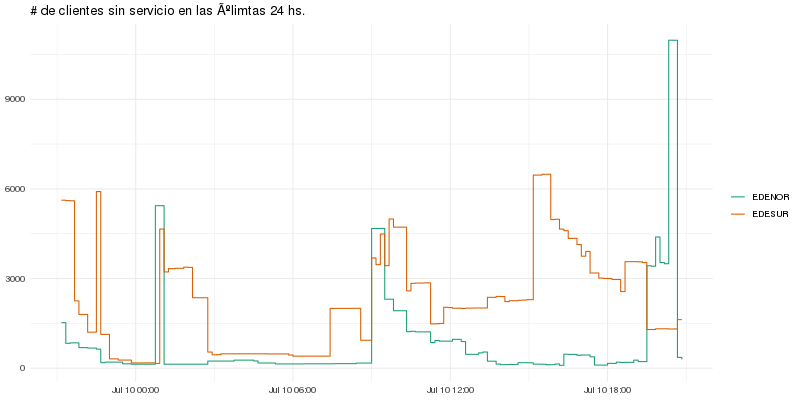 # de clientes sin servicio en las Ãºlimtas 24 hs.
9000
6000
3000
0
Jul 10 00:00
Jul 10 06:00
Jul 10 12:00
Jul 10 18:00
EDENOR
EDESUR